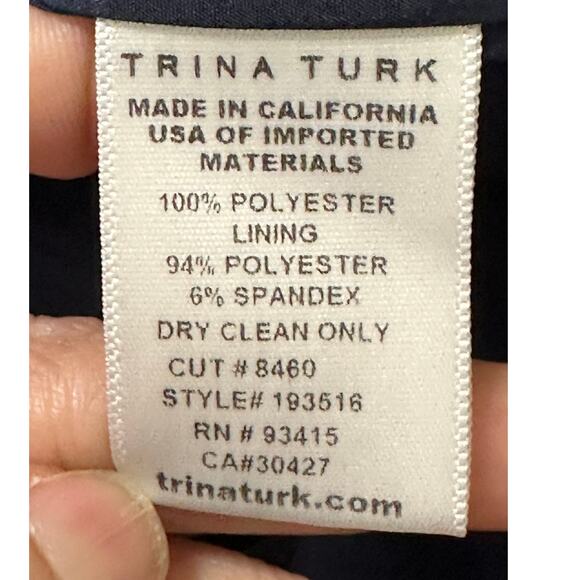 TRINA TURK
MADE IN CALIFORNIA
USA OF IMPORTED
MATERIALS
100% POLYESTER
LINING
94% POLYESTER
6% SPANDEX
DRY CLEAN ONLY
CUT # 8460
STYLE# 193516
RN # 93415
CA#30427
trinaturk.com